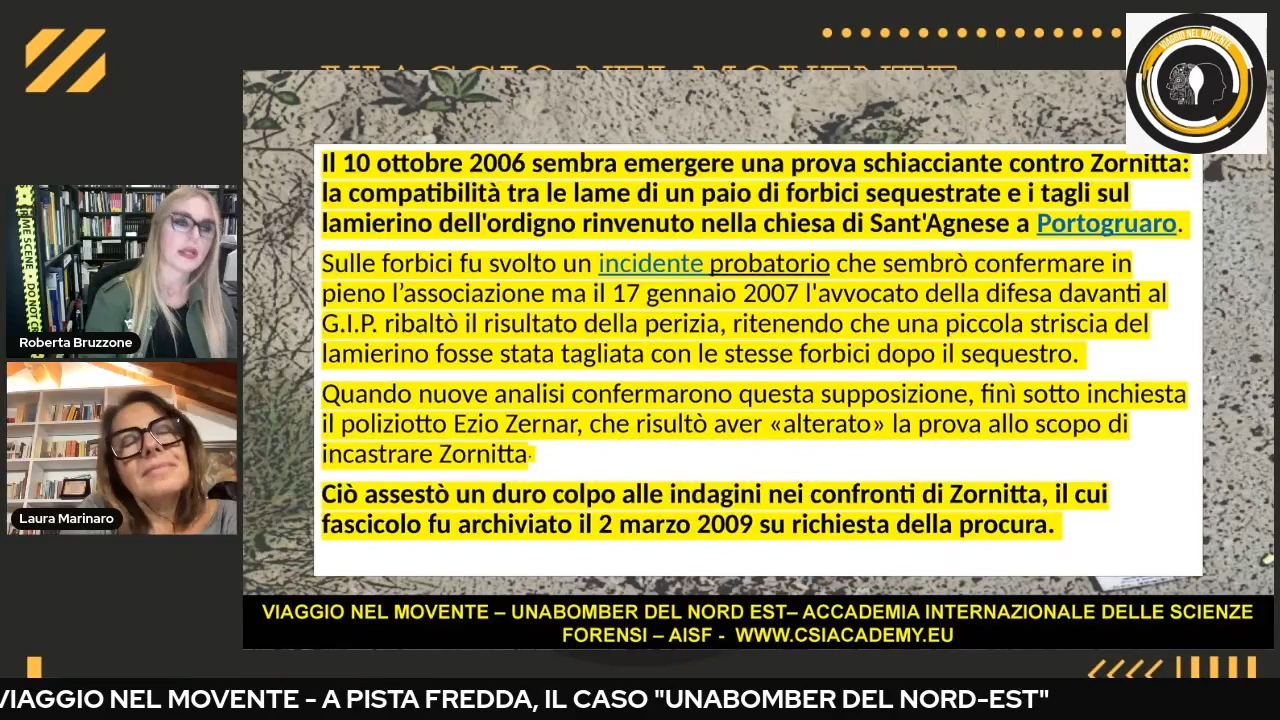 VIAGGIO NEL MOVENTE
VIAGGIO NEL MOVENTE
Il 10 ottobre 2006 sembra emergere una prova schiacciante contro Zornitta:
la compatibilità tra le lame di un paio di forbici sequestrate e i tagli sul
lamierino dell'ordigno rinvenuto nella chiesa di Sant'Agnese a Portogruaro.
Sulle forbici fu svolto un incidente probatorio che sembrò confermare in
pieno l’associazione ma il 17 gennaio 2007 l'avvocato della difesa davanti al
G.I.P. ribaltò il risultato della perizia, ritenendo che una piccola striscia del
lamierino fosse stata tagliata con le stesse forbici dopo il sequestro.
Quando nuove analisi confermarono questa supposizione, finì sotto inchiesta
il poliziotto Ezio Zernar, che risultò aver «alterato» la prova allo scopo di
incastrare Zornitta.
Ciò assestò un duro colpo alle indagini nei confronti di Zornitta, il cui
fascicolo fu archiviato il 2 marzo 2009 su richiesta della procura.
Roberta Bruzzone
Laura Marinaro
VIAGGIO NEL MOVENTE – UNABOMBER DEL NORD EST– ACCADEMIA INTERNAZIONALE DELLE SCIENZE
FORENSI – AISF - WWW.CSIACADEMY.EU
VIAGGIO NEL MOVENTE - A PISTA FREDDA, IL CASO "UNABOMBER DEL NORD-EST"